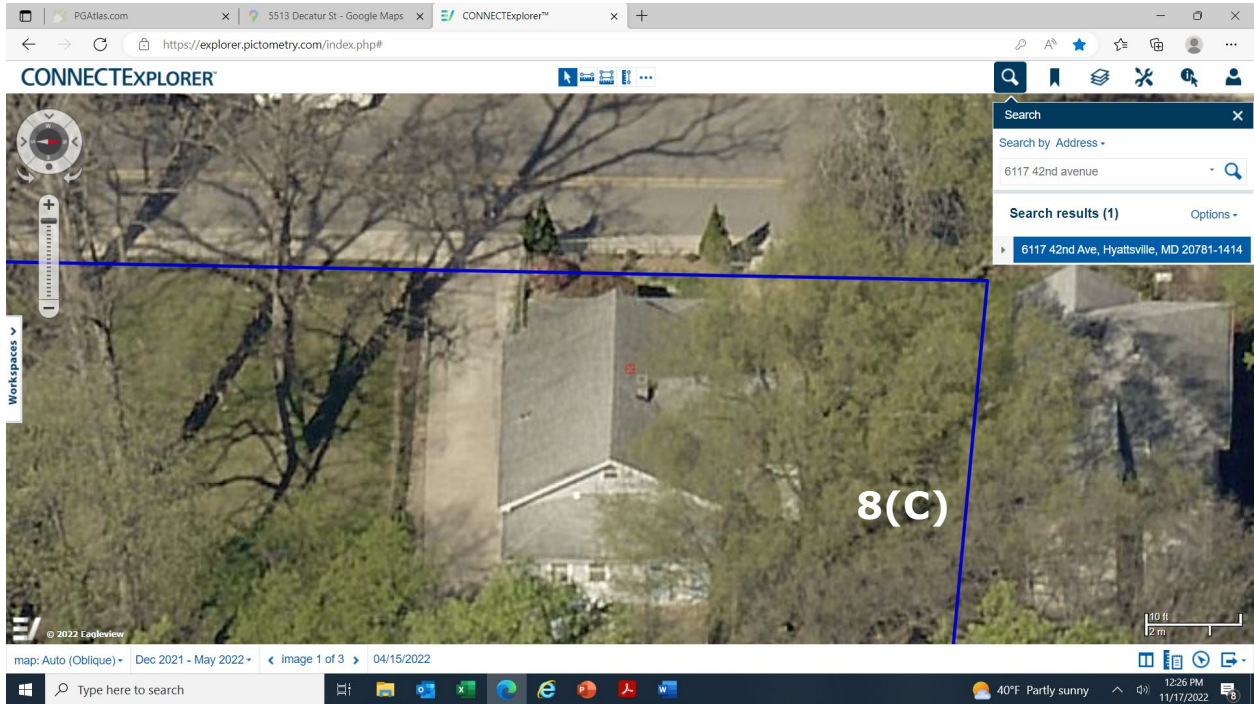 PGAtlas.com
5513 Decatur St - Google Maps
CONNECTExplorer™
https://explorer.pictometry.com/index.php#
CONNECTEXPLORER™
Search
Search by Address
6117 42nd avenue
Search results (1) Options
6117 42nd Ave, Hyattsville, MD 20781-1414
Workspaces
8(C)
10 ft
2 m
© 2022 Eagleview
map: Auto (Oblique) Dec 2021 - May 2022 image 1 of 3 04/15/2022
Type here to search
40°F Partly sunny
12:26 PM
11/17/2022
8